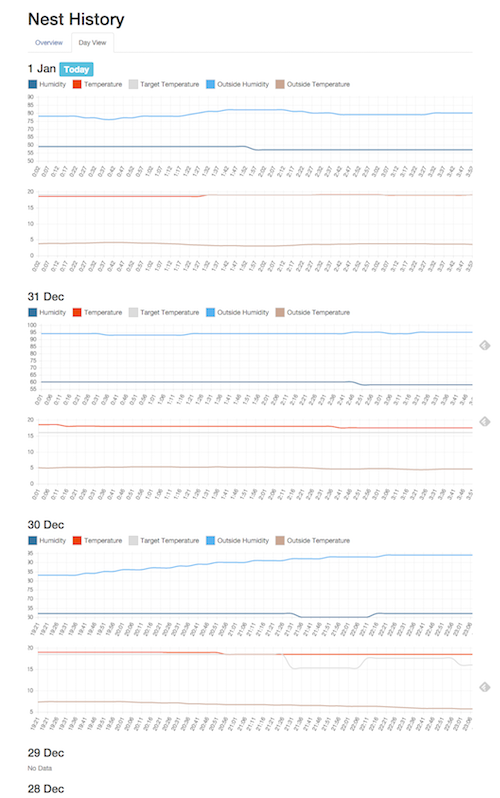 Nest History
Overview Day View
1 Jan Today
Humidity Temperature Target Temperature Outside Humidity Outside Temperature
90
85
80
75
70
65
60
55
50
0:02 0:07 0:12 0:17 0:22 0:27 0:32 0:37 0:42 0:47 0:52 0:57 1:02 1:07 1:12 1:17 1:22 1:27 1:32 1:37 1:42 1:47 1:52 1:57 2:02 2:07 2:12 2:17 2:22 2:27 2:32 2:37 2:42 2:47 2:52 2:57 3:02 3:07 3:12 3:17 3:22 3:27 3:32 3:37 3:42 3:47 3:52 3:57
20
15
10
5
0
0:02 0:07 0:12 0:17 0:22 0:27 0:32 0:37 0:42 0:47 0:52 0:57 1:02 1:07 1:12 1:17 1:22 1:27 1:32 1:37 1:42 1:47 1:52 1:57 2:02 2:07 2:12 2:17 2:22 2:27 2:32 2:37 2:42 2:47 2:52 2:57 3:02 3:07 3:12 3:17 3:22 3:27 3:32 3:37 3:42 3:47 3:52 3:57
31 Dec
Humidity Temperature Target Temperature Outside Humidity Outside Temperature
100
95
90
85
80
75
70
65
60
55
0:01 0:06 0:11 0:16 0:21 0:26 0:31 0:36 0:41 0:46 0:51 0:56 1:01 1:06 1:11 1:16 1:21 1:26 1:31 1:36 1:41 1:46 1:51 1:56 2:01 2:06 2:11 2:16 2:21 2:26 2:31 2:36 2:41 2:46 2:51 2:56 3:01 3:06 3:11 3:16 3:21 3:26 3:31 3:36 3:41 3:46
20
15
10
5
0
0:01 0:06 0:11 0:16 0:21 0:26 0:31 0:36 0:41 0:46 0:51 0:56 1:01 1:06 1:11 1:16 1:21 1:26 1:31 1:36 1:41 1:46 1:51 1:56 2:01 2:06 2:11 2:16 2:21 2:26 2:31 2:36 2:41 2:46 2:51 2:56 3:01 3:06 3:11 3:16 3:21 3:26 3:31 3:36 3:41 3:46
30 Dec
Humidity Temperature Target Temperature Outside Humidity Outside Temperature
19:21 19:26 19:31 19:36 19:41 19:46 19:51 19:56 20:01 20:06 20:11 20:16 20:21 20:26 20:31 20:36 20:41 20:46 20:51 20:56 21:01 21:06 21:11 21:16 21:21 21:26 21:31 21:36 21:41 21:46 21:51 21:56 22:01 22:06 22:11 22:16 22:21 22:26 22:31 22:36 22:41 22:46 22:51 22:56 23:01 23:06
20
15
10
5
19:21 19:26 19:31 19:36 19:41 19:46 19:51 19:56 20:01 20:06 20:11 20:16 20:21 20:26 20:31 20:36 20:41 20:46 20:51 20:56 21:01 21:06 21:11 21:16 21:21 21:26 21:31 21:36 21:41 21:46 21:51 21:56 22:01 22:06 22:11 22:16 22:21 22:26 22:31 22:36 22:41 22:46 22:51 22:56 23:01 23:06
29 Dec
No Data
28 Dec